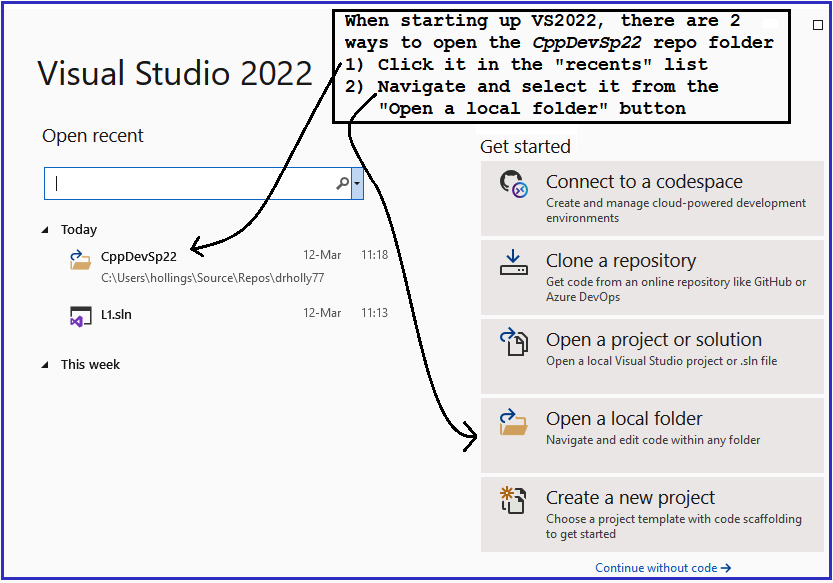 When starting up VS2022, there are 2
ways to open the CppDevSp22 repo folder
1) Click it in the "recents" list
2) Navigate and select it from the
"Open a local folder" button
Visual Studio 2022
Open recent
Today
CppDevSp22 12-Mar 11:18
C:\Users\hollings\Source\Repos\drholly77
L1.sln 12-Mar 11:13
This week
Get started
Connect to a codespace
Create and manage cloud-powered development
environments
Clone a repository
Get code from an online repository like GitHub or
Azure DevOps
Open a project or solution
Open a local Visual Studio project or .sln file
Open a local folder
Navigate and edit code within any folder
Create a new project
Choose a project template with code scaffolding
to get started
Continue without code